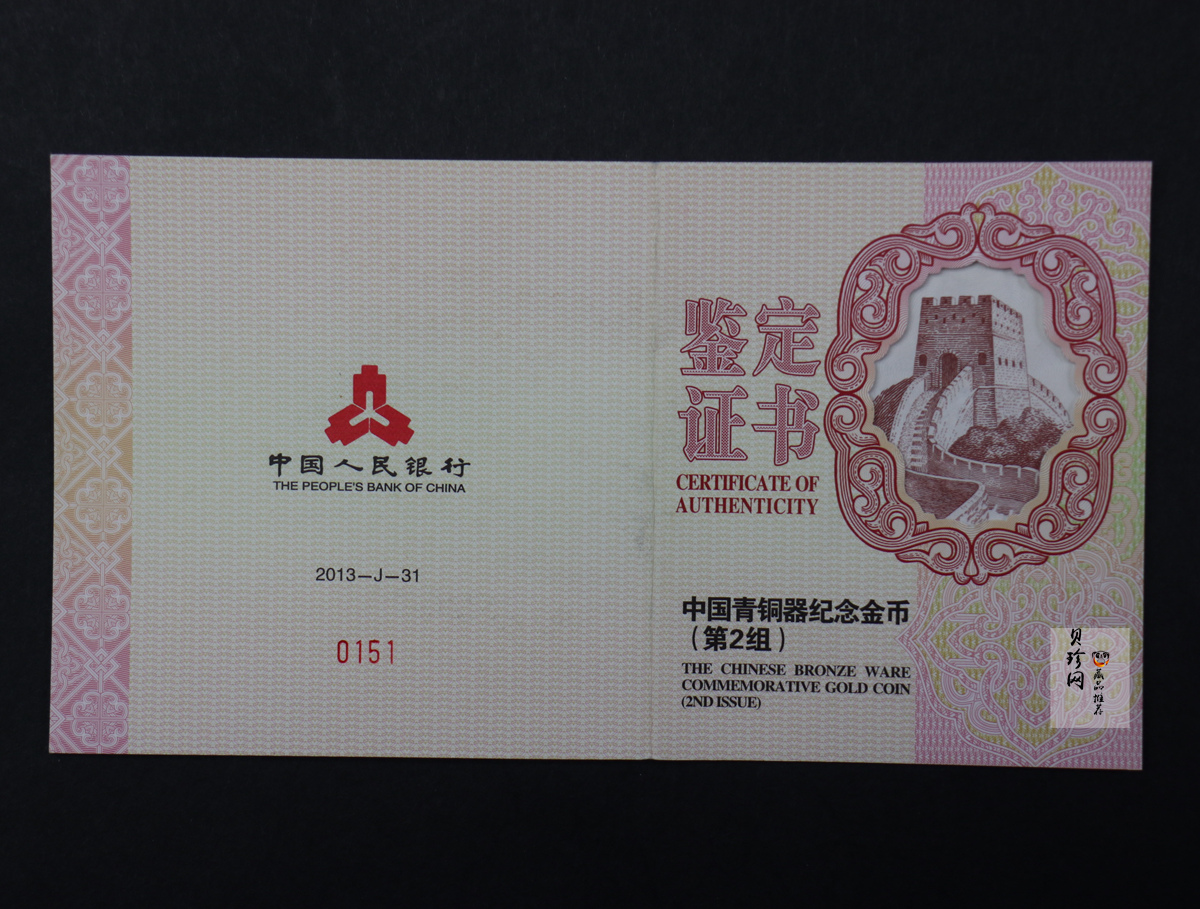 中国人民银行
THE PEOPLE'S BANK OF CHINA
2013—J—31
0151
鉴定
证书
CERTIFICATE OF
AUTHENTICITY
中国青铜器纪念金币
（第2组）
THE CHINESE BRONZE WARE
COMMEMORATIVE GOLD COIN
(2ND ISSUE)
贝珍网
藏品推荐